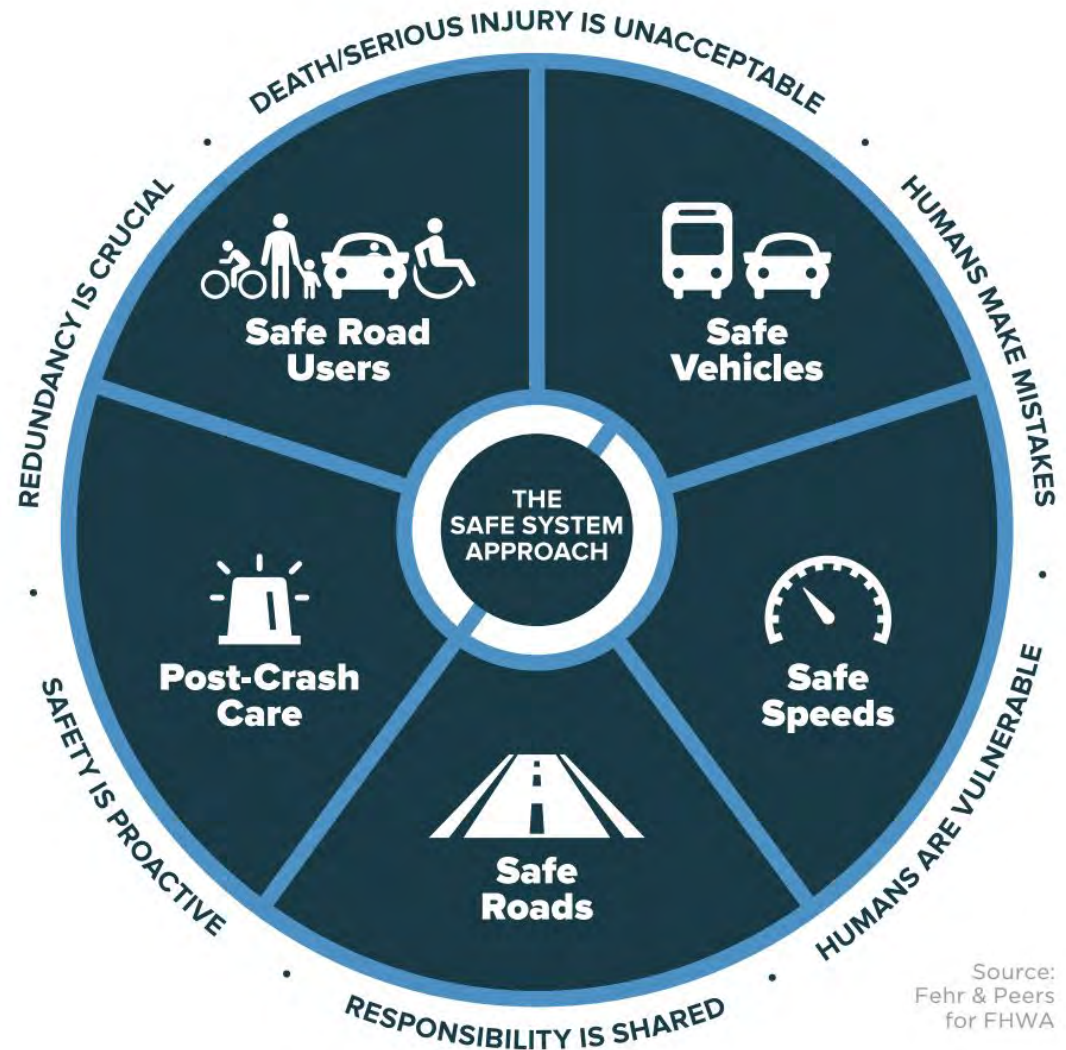 DEATH/SERIOUS INJURY IS UNACCEPTABLE
HUMANS MAKE MISTAKES
HUMANS ARE VULNERABLE
RESPONSIBILITY IS SHARED
SAFETY IS PROACTIVE
REDUNDANCY IS CRUCIAL
Safe Road
Users
Safe
Vehicles
THE
SAFE SYSTEM
APPROACH
Post-Crash
Care
Safe
Speeds
Safe
Roads
Source:
Fehr & Peers
for FHWA